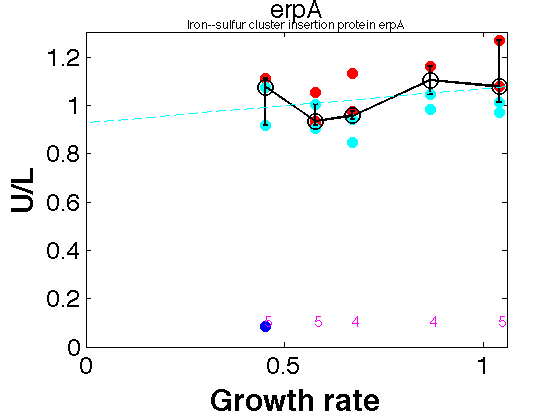 erpA
Iron--sulfur cluster insertion protein erpA
1.2
1
0.8
0.6
0.4
0.2
0
U/L
5 5 4 4 5
0 0.5 1
Growth rate